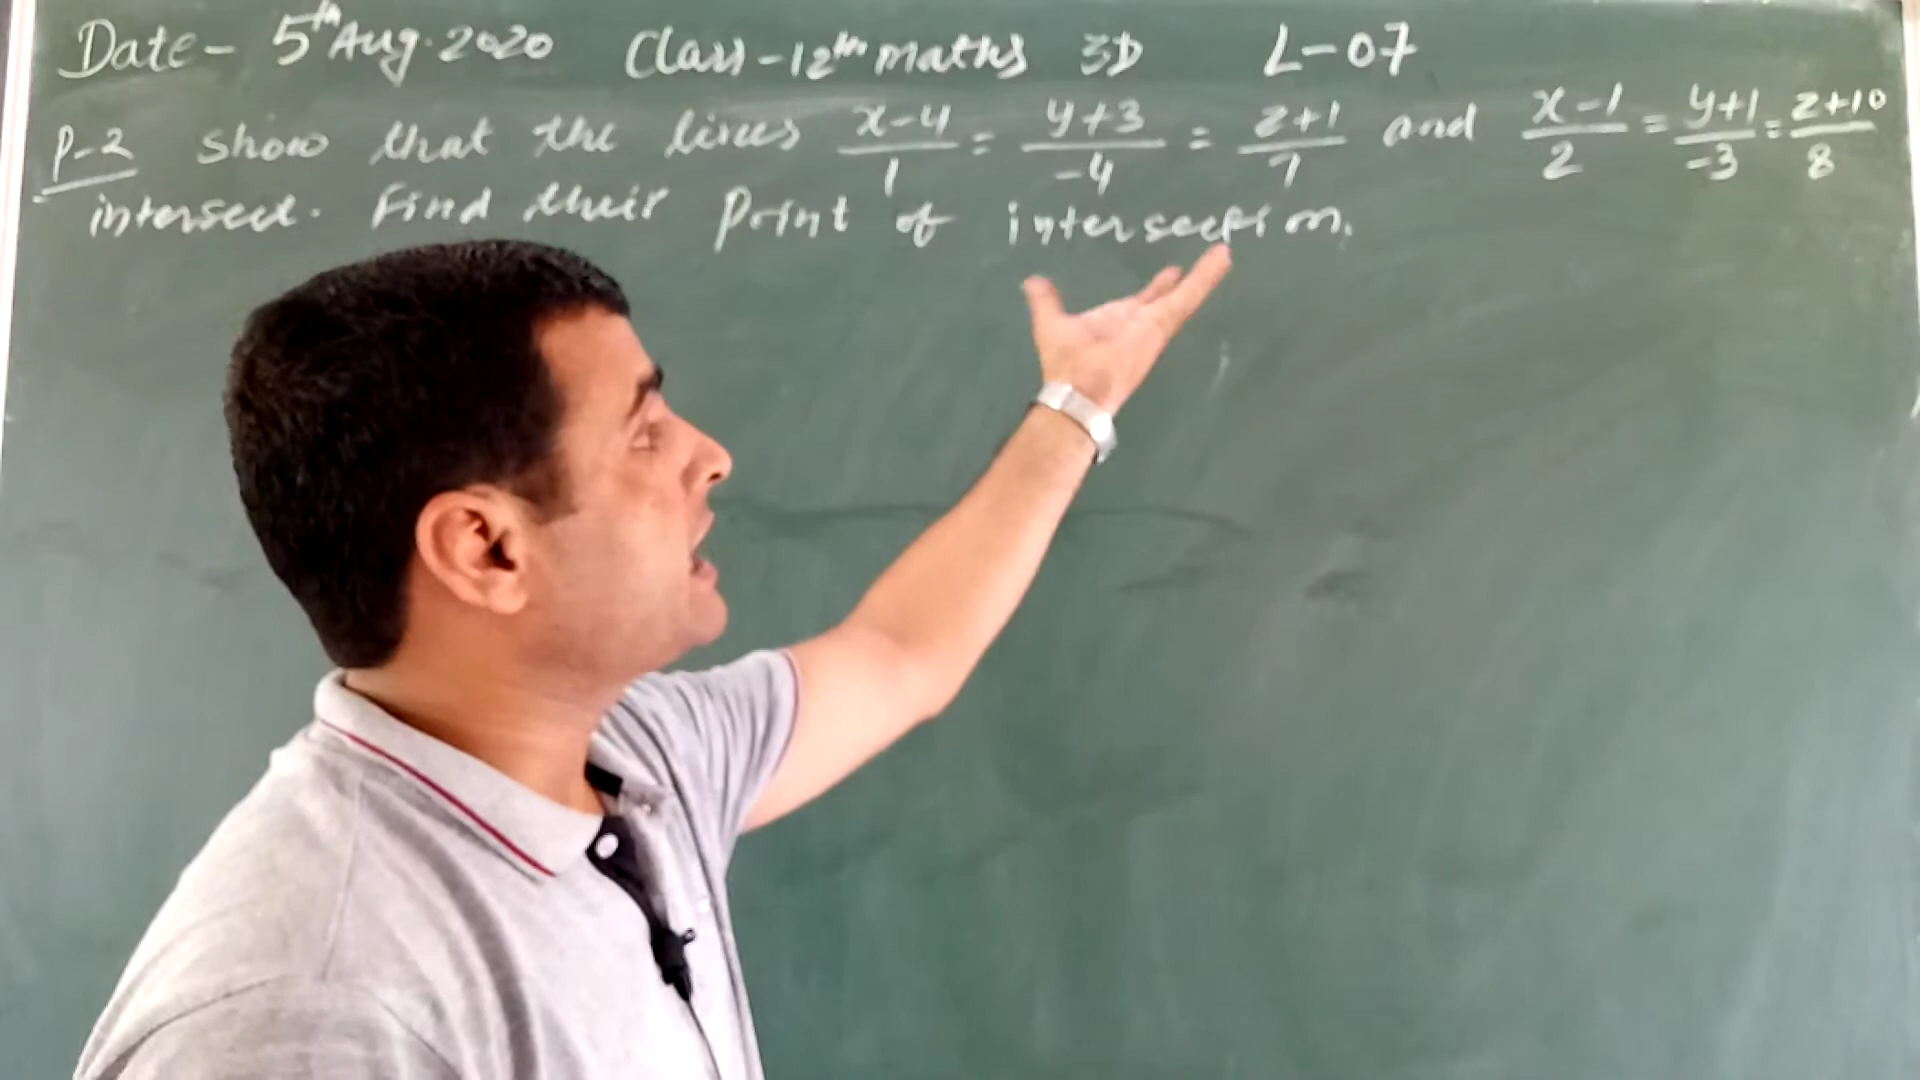 Date - 5th Aug. 2020 Class - 12th maths 3D L-07
P-2 show that the lines x-4/1 = y+3/-4 = z+1/7 and x-1/2 = y+1/-3 = z+10/8
intersect. Find their Point of intersection.